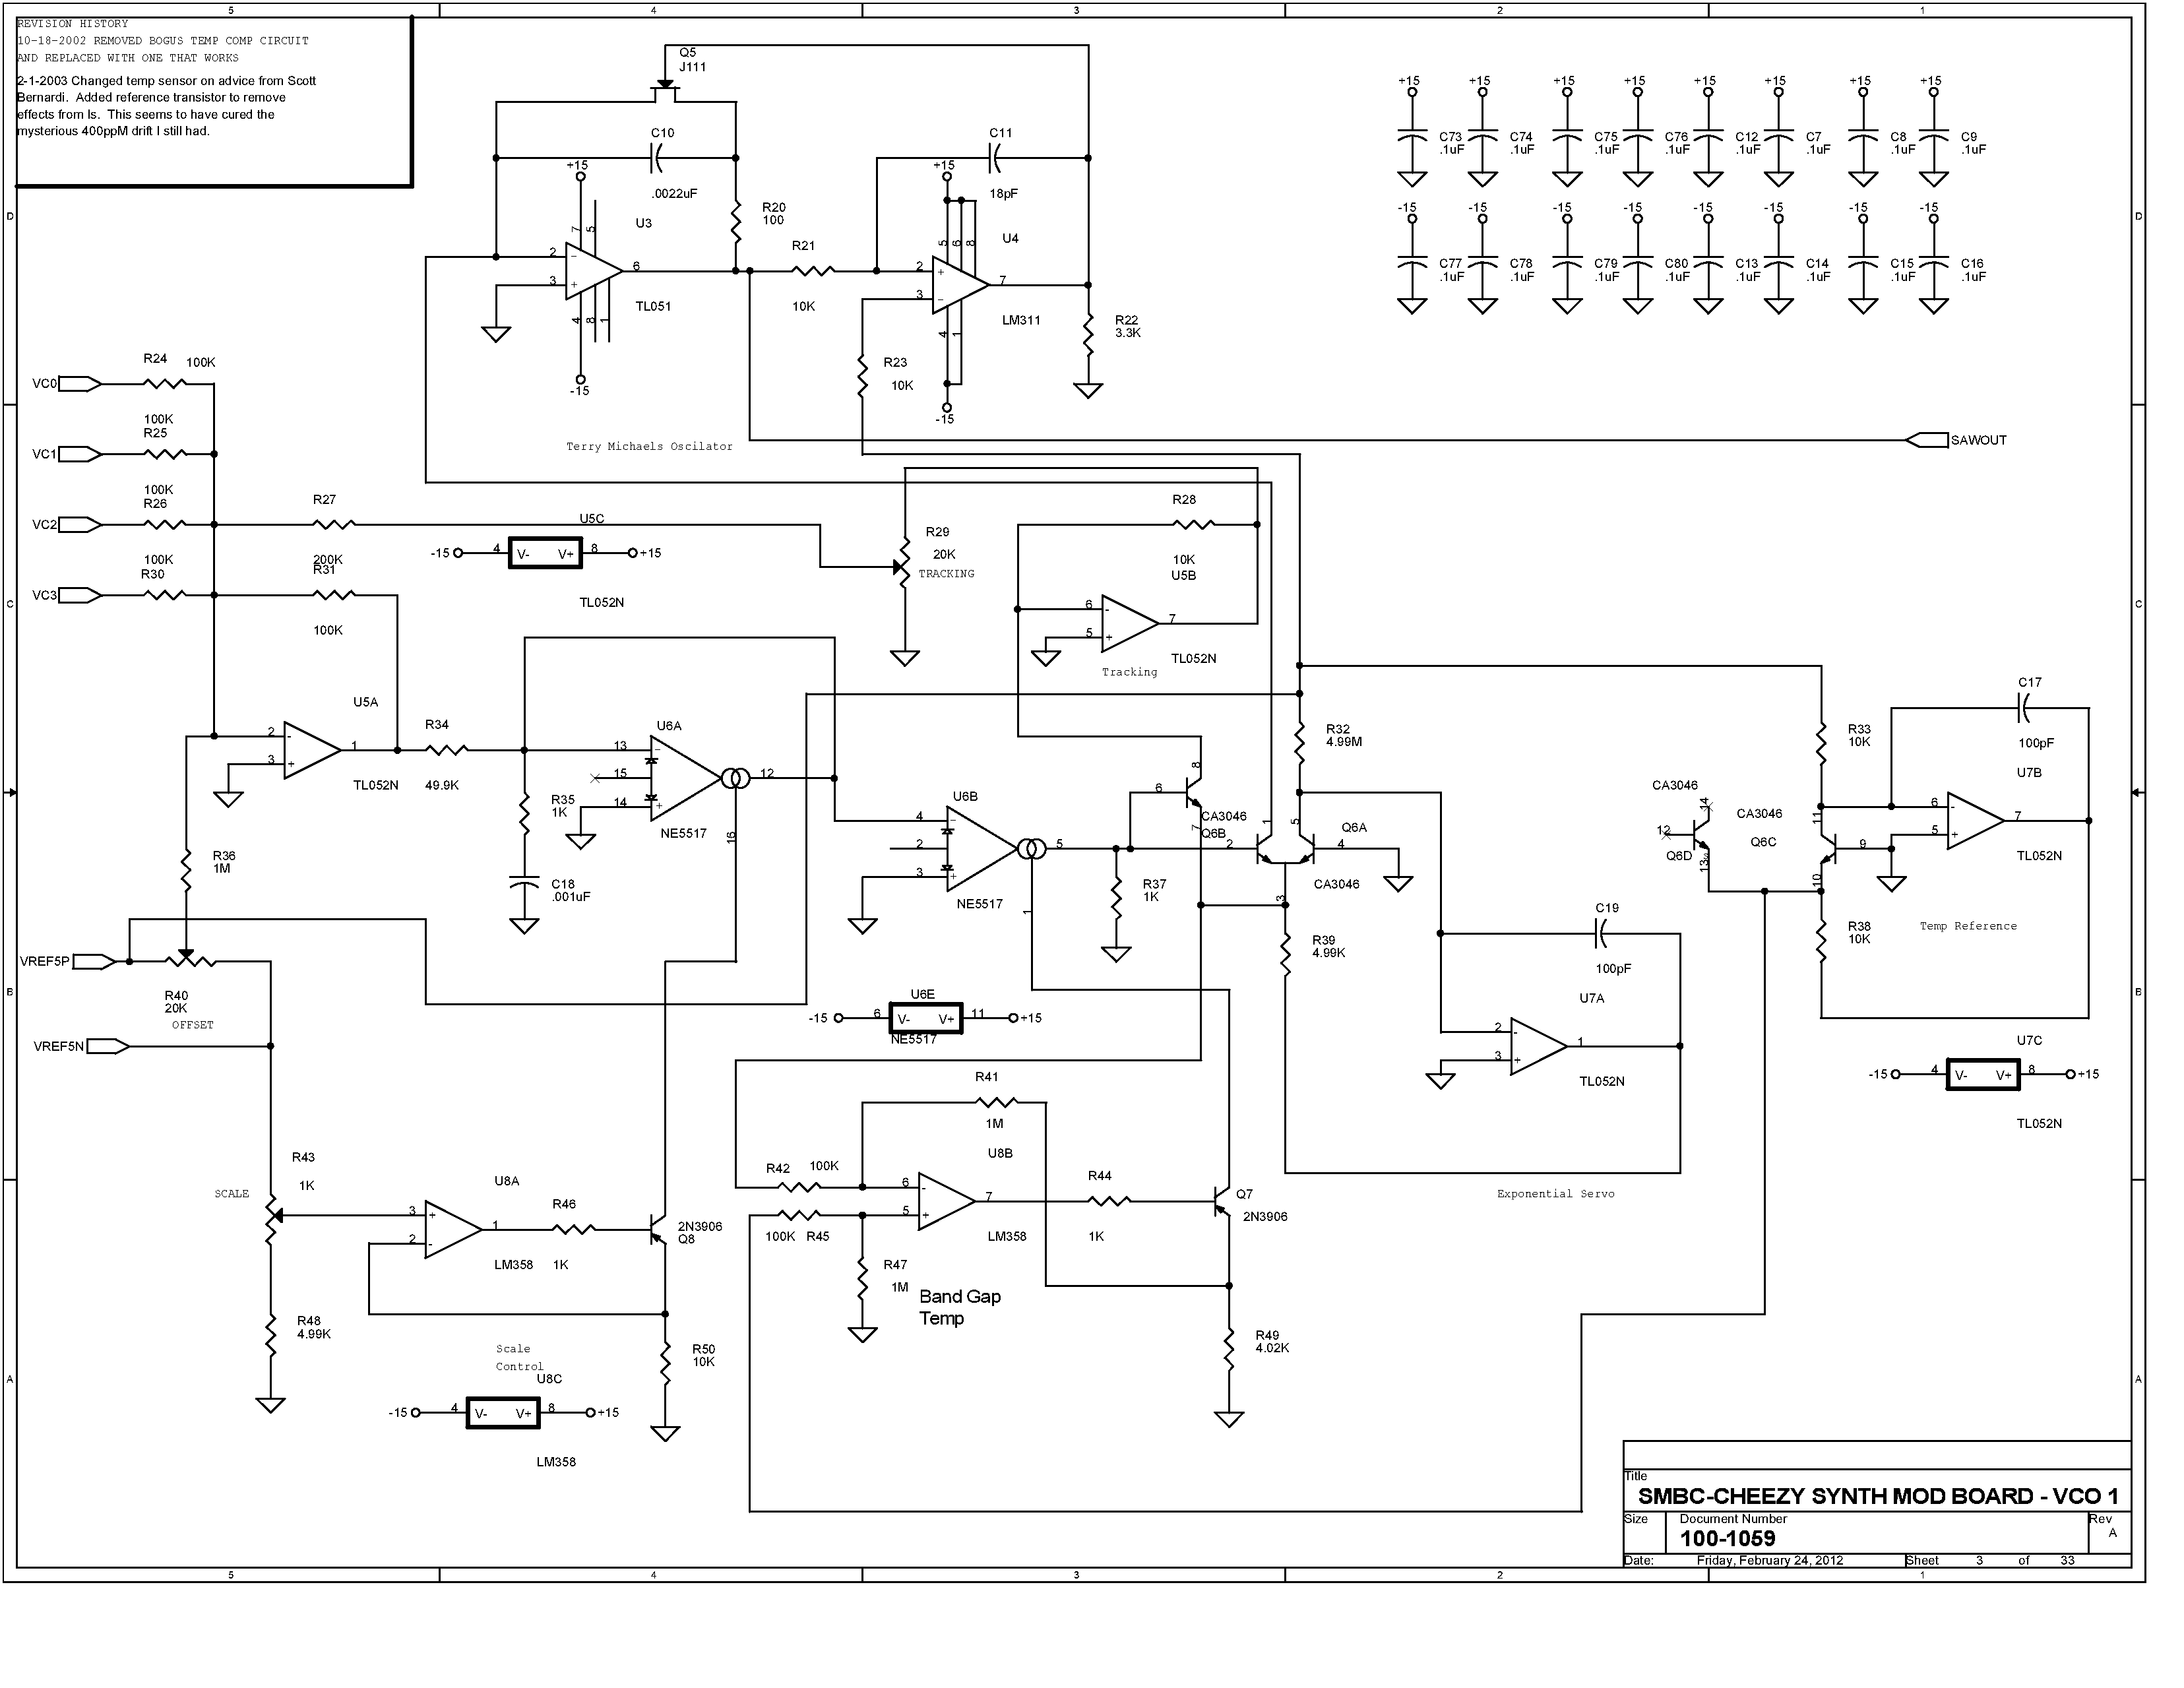 5 4 3 2 1
REVISION HISTORY
10-18-2002 REMOVED BOGUS TEMP COMP CIRCUIT
AND REPLACED WITH ONE THAT WORKS
2-1-2003 Changed temp sensor on advice from Scott
Bernardi. Added reference transistor to remove
effects from Is. This seems to have cured the
mysterious 400ppM drift I still had.
Q5
J111
C10
.0022uF
C11
18pF
+15
+15
U3
TL051
7 5
2 -
3 +
6
4 8 1
-15
R20
100
R21
10K
U4
LM311
5 6 8
2 +
3 -
7
4 1
-15
R22
3.3K
R23
10K
Terry Michaels Oscilator
SAWOUT
+15 +15 +15 +15 +15 +15 +15 +15
C73 C74 C75 C76 C12 C7 C8 C9
.1uF .1uF .1uF .1uF .1uF .1uF .1uF .1uF
-15 -15 -15 -15 -15 -15 -15 -15
C77 C78 C79 C80 C13 C14 C15 C16
.1uF .1uF .1uF .1uF .1uF .1uF .1uF .1uF
D D
VC0
R24 100K
VC1
100K
R25
VC2
100K
R26
VC3
100K
R30
R27
200K
R31
100K
U5C
-15 4 V- V+ 8 +15
TL052N
R29
20K
TRACKING
R28
10K
U5B
6 -
5 +
7
TL052N
Tracking
C C
U5A
2 -
3 +
1
TL052N
R34
49.9K
R35
1K
C18
.001uF
U6A
13 -
15
14 +
12
16
NE5517
U6B
4 -
2
3 +
5
1
NE5517
R37
1K
8
6
7
CA3046
Q6B
1
2
5
4
3
Q6A
CA3046
R32
4.99M
R39
4.99K
C19
100pF
U7A
2 -
3 +
1
TL052N
Exponential Servo
CA3046
14
12
13
Q6D
CA3046
Q6C
11
9
10
R33
10K
R38
10K
C17
100pF
U7B
6 -
5 +
7
TL052N
Temp Reference
U7C
-15 4 V- V+ 8 +15
TL052N
R36
1M
VREF5P
R40
20K
OFFSET
VREF5N
U6E
-15 6 V- V+ 11 +15
NE5517
B B
R43
1K
SCALE
R48
4.99K
U8A
3 +
2 -
1
LM358
R46
1K
2N3906
Q8
R50
10K
Scale
Control
U8C
-15 4 V- V+ 8 +15
LM358
R41
1M
R42 100K
100K R45
R47
1M
U8B
6 -
5 +
7
LM358
R44
1K
Q7
2N3906
R49
4.02K
Band Gap
Temp
A A
Title
SMBC-CHEEZY SYNTH MOD BOARD - VCO 1
Size Document Number Rev
100-1059 A
Date: Friday, February 24, 2012 Sheet 3 of 33
5 4 3 2 1